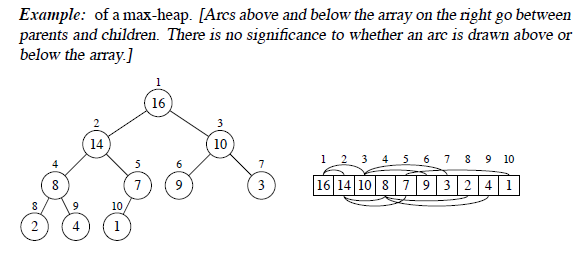 Example: of a max-heap. [Arcs above and below the array on the right go between
parents and children. There is no significance to whether an arc is drawn above or
below the array.]
1
16
2 3
14 10
4 5 6 7
8 7 9 3
8 9 10
2 4 1
1 2 3 4 5 6 7 8 9 10
16 14 10 8 7 9 3 2 4 1